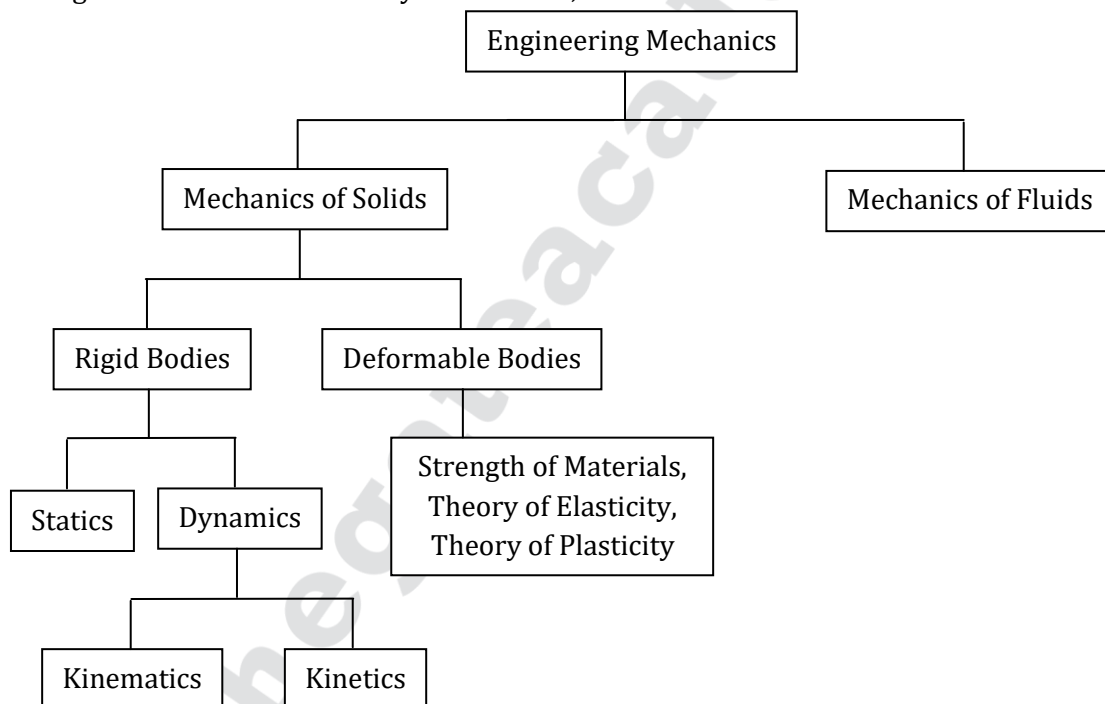 Engineering Mechanics
Mechanics of Solids
Mechanics of Fluids
Rigid Bodies
Deformable Bodies
Strength of Materials,
Theory of Elasticity,
Theory of Plasticity
Statics
Dynamics
Kinematics
Kinetics